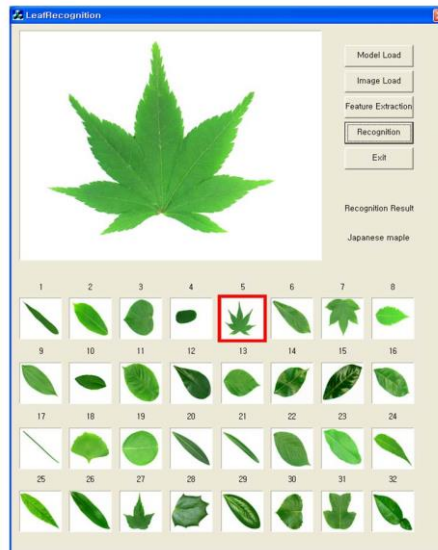 LeafRecognition
Model Load
Image Load
Feature Extraction
Recognition
Exit
Recognition Result
Japanese maple
1 2 3 4 5 6 7 8
9 10 11 12 13 14 15 16
17 18 19 20 21 22 23 24
25 26 27 28 29 30 31 32